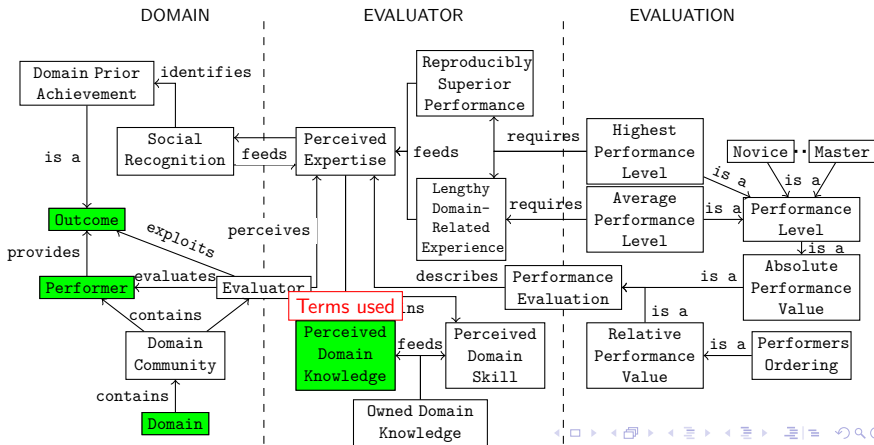 DOMAIN
EVALUATOR
EVALUATION
Domain Prior
Achievement
identifies
Social
Recognition
feeds
is a
Perceived
Expertise
feeds
Reproducibly
Superior
Performance
Lengthy
Domain-
Related
Experience
requires
requires
Highest
Performance
Level
Average
Performance
Level
Novice
··
Master
is a
is a
is a
is a
Performance
Level
is a
Outcome
exploits
provides
perceives
Performer
evaluates
Evaluator
describes
Performance
Evaluation
is a
Absolute
Performance
Value
contains
Terms used
ns
is a
Domain
Community
Perceived
Domain
Knowledge
feeds
Perceived
Domain
Skill
Relative
Performance
Value
is a
Performers
Ordering
contains
Domain
Owned Domain
Knowledge